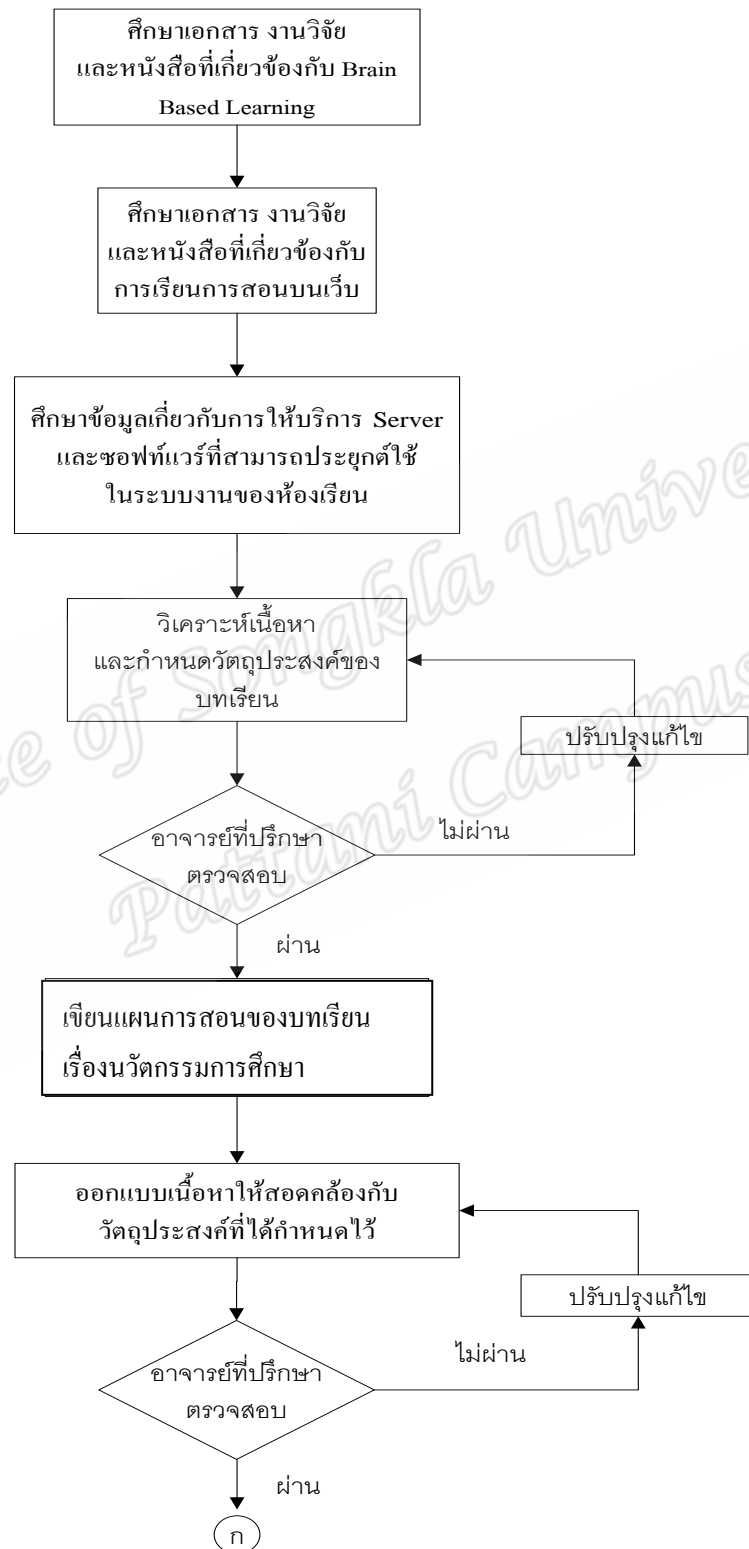 ศึกษาเอกสาร งานวิจัย
และหนังสือที่เกี่ยวข้องกับ Brain
Based Learning
ศึกษาเอกสาร งานวิจัย
และหนังสือที่เกี่ยวข้องกับ
การเรียนการสอนบนเว็บ
ศึกษาข้อมูลเกี่ยวกับการให้บริการ Server
และซอฟท์แวร์ที่สามารถประยุกต์ใช้
ในระบบงานของห้องเรียน
วิเคราะห์เนื้อหา
และกำหนดวัตถุประสงค์ของ
บทเรียน
ปรับปรุงแก้ไข
อาจารย์ที่ปรึกษา
ตรวจสอบ
ไม่ผ่าน
ผ่าน
เขียนแผนการสอนของบทเรียน
เรื่องนวัตกรรมการศึกษา
ออกแบบเนื้อหาให้สอดคล้องกับ
วัตถุประสงค์ที่ได้กำหนดไว้
ปรับปรุงแก้ไข
อาจารย์ที่ปรึกษา
ตรวจสอบ
ไม่ผ่าน
ผ่าน
ก
of Songkla
Pattani Campus